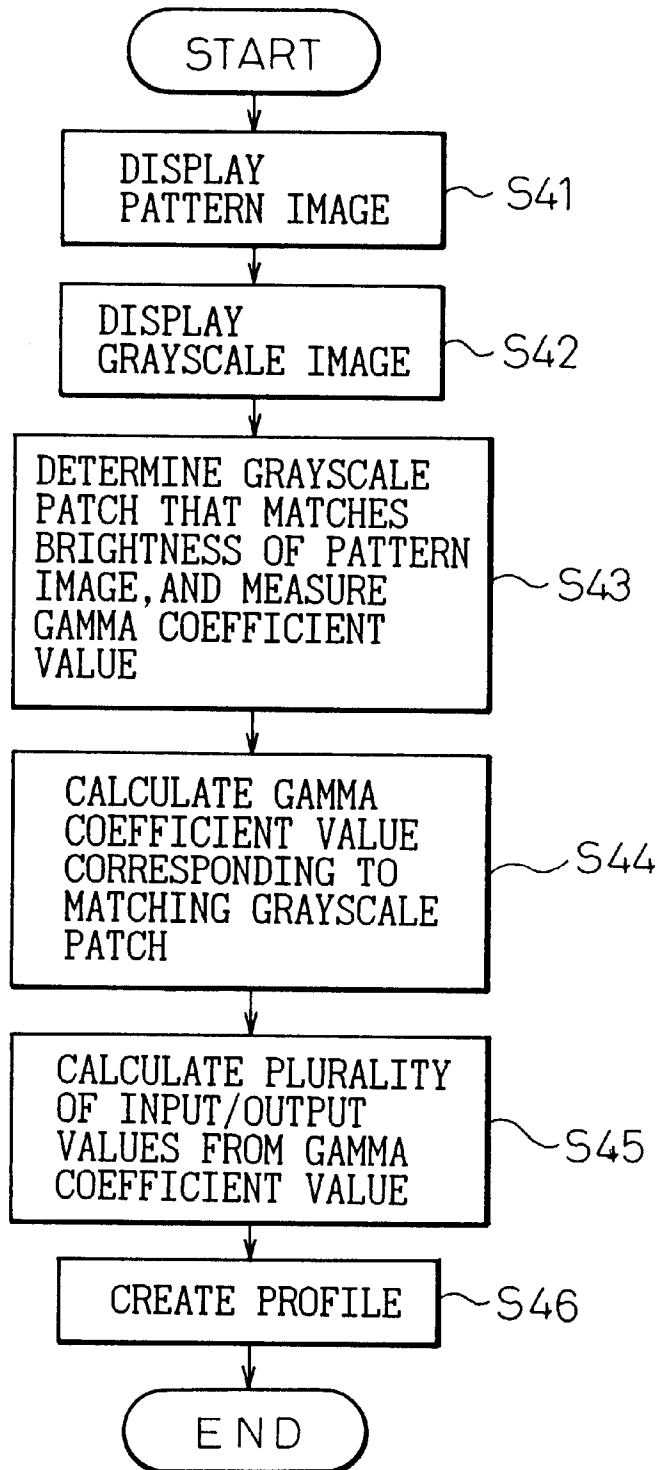 START
DISPLAY
PATTERN IMAGE
S41
DISPLAY
GRAYSCALE IMAGE
S42
DETERMINE GRAYSCALE
PATCH THAT MATCHES
BRIGHTNESS OF PATTERN
IMAGE, AND MEASURE
GAMMA COEFFICIENT
VALUE
S43
CALCULATE GAMMA
COEFFICIENT VALUE
CORRESPONDING TO
MATCHING GRAYSCALE
PATCH
S44
CALCULATE PLURALITY
OF INPUT/OUTPUT
VALUES FROM GAMMA
COEFFICIENT VALUE
S45
CREATE PROFILE
S46
END